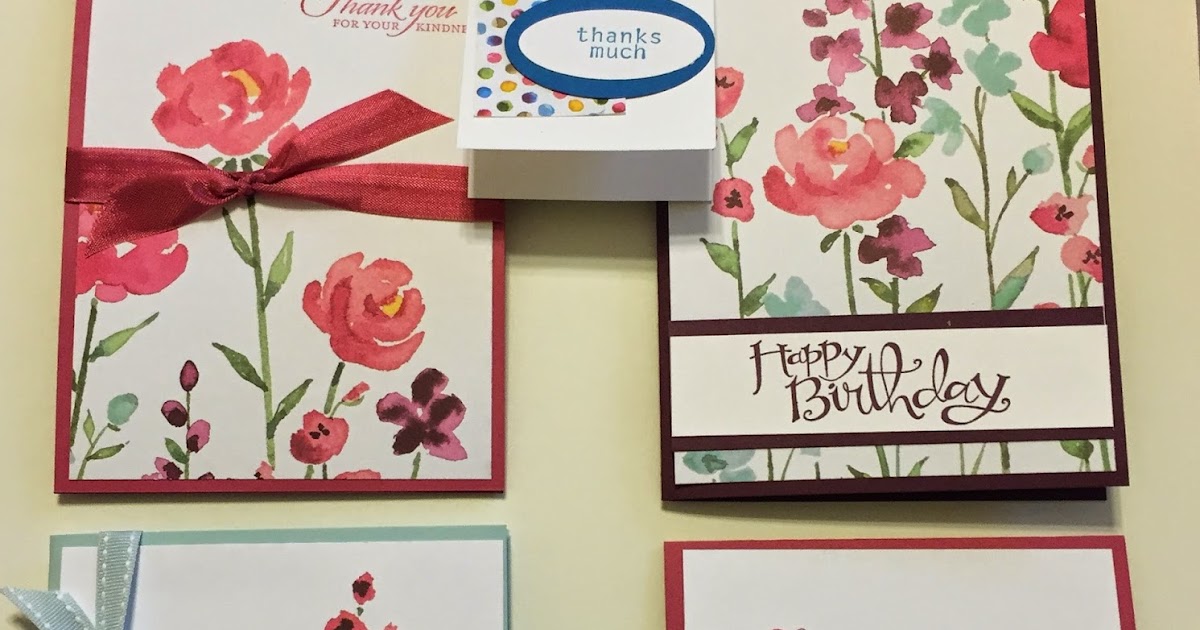 Thank you
FOR YOUR KINDNE
thanks
much
Happy
Birthday